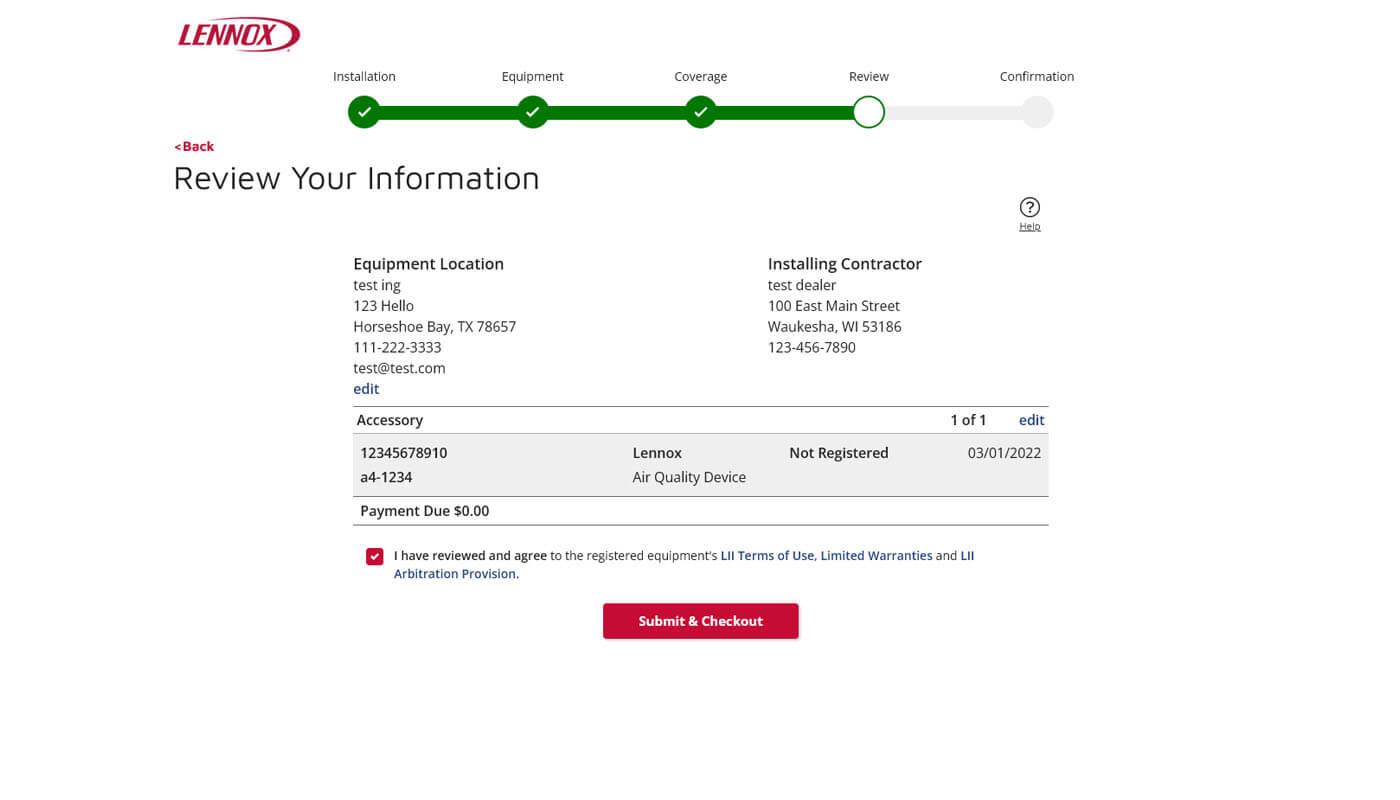 LENNOX
Installation Equipment Coverage Review Confirmation
<Back
Review Your Information
?
Help
Equipment Location
test ing
123 Hello
Horseshoe Bay, TX 78657
111-222-3333
test@test.com
edit
Installing Contractor
test dealer
100 East Main Street
Waukesha, WI 53186
123-456-7890
Accessory 1 of 1 edit
12345678910 Lennox Not Registered 03/01/2022
a4-1234 Air Quality Device
Payment Due $0.00
I have reviewed and agree to the registered equipment's LII Terms of Use, Limited Warranties and LII
Arbitration Provision.
Submit & Checkout